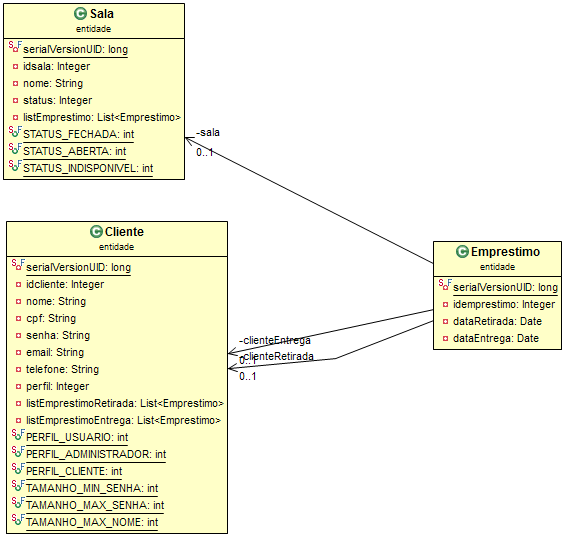 Sala
entidade
serialVersionUID: long
idsala: Integer
nome: String
status: Integer
listEmprestimo: List<Emprestimo>
STATUS_FECHADA: int
STATUS_ABERTA: int
STATUS_INDISPONIVEL: int
-sala
0..1
Cliente
entidade
serialVersionUID: long
idcliente: Integer
nome: String
cpf: String
senha: String
email: String
telefone: String
perfil: Integer
listEmprestimoRetirada: List<Emprestimo>
listEmprestimoEntrega: List<Emprestimo>
PERFIL_USUARIO: int
PERFIL_ADMINISTRADOR: int
PERFIL_CLIENTE: int
TAMANHO_MIN_SENHA: int
TAMANHO_MAX_SENHA: int
TAMANHO_MAX_NOME: int
-clienteEntrega
0..1
-clienteRetirada
0..1
Emprestimo
entidade
serialVersionUID: long
idemprestimo: Integer
dataRetirada: Date
dataEntrega: Date